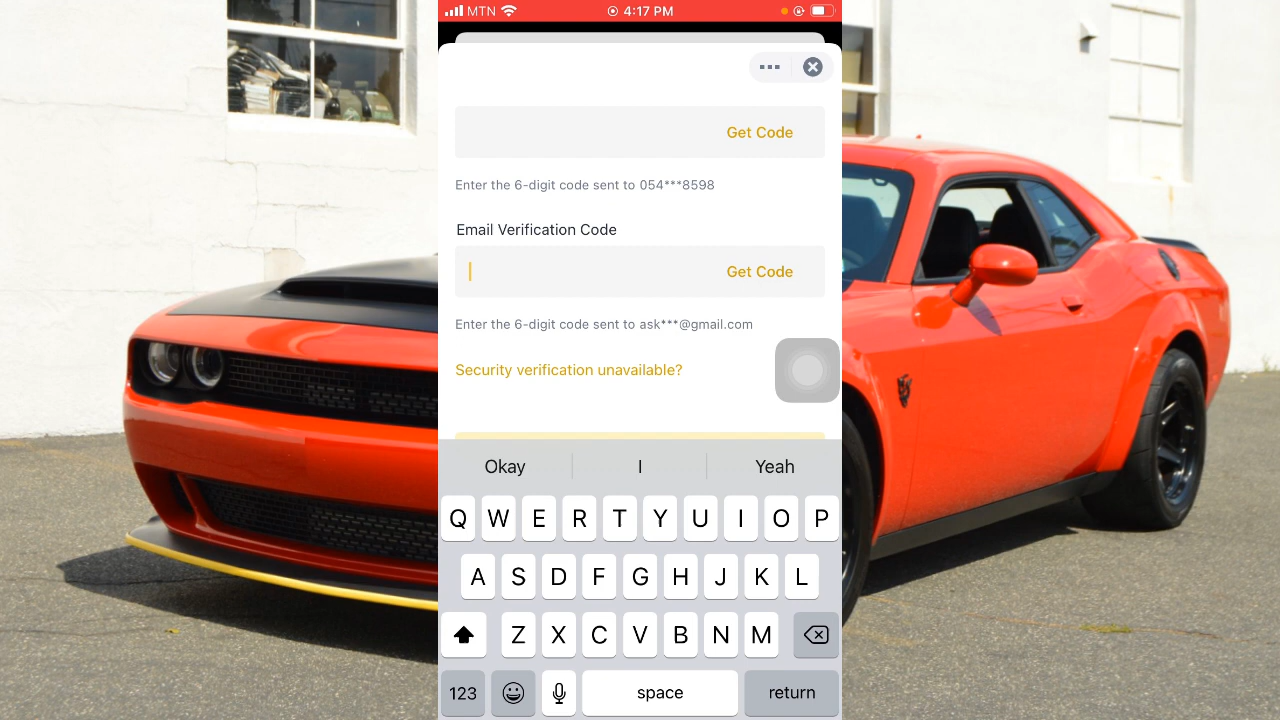 MTN 4:17 PM
Get Code
Enter the 6-digit code sent to 054***8598
Email Verification Code
Get Code
Enter the 6-digit code sent to ask***@gmail.com
Security verification unavailable?
Okay I Yeah
Q W E R T Y U I O P
A S D F G H J K L
Z X C V B N M
123 space return